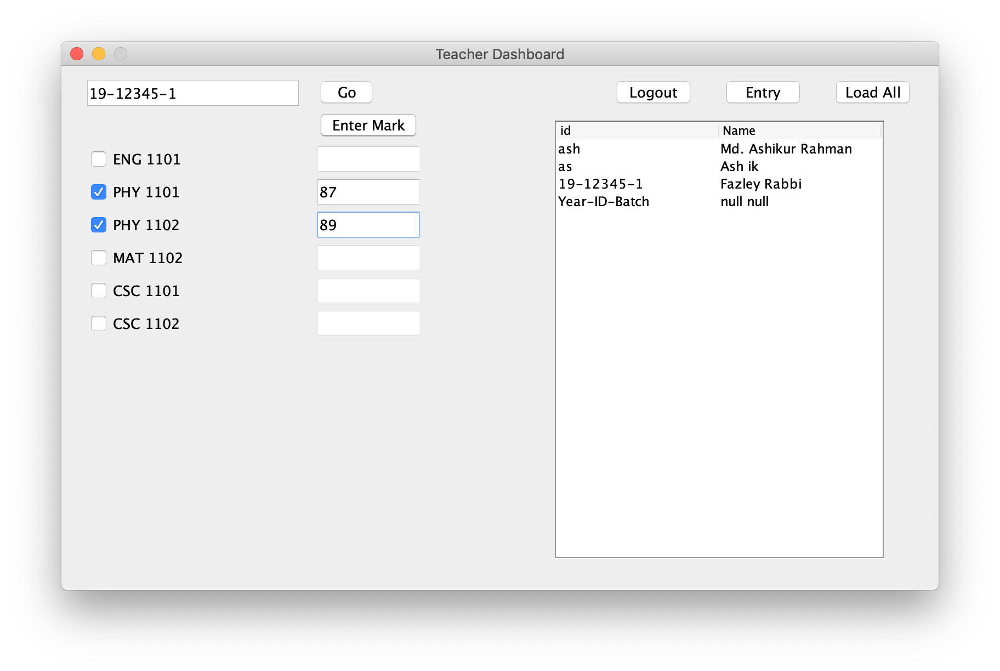 Teacher Dashboard
19-12345-1
Go
Logout
Entry
Load All
Enter Mark
ENG 1101
PHY 1101 87
PHY 1102 89
MAT 1102
CSC 1101
CSC 1102
id Name
ash Md. Ashikur Rahman
as Ash ik
19-12345-1 Fazley Rabbi
Year-ID-Batch null null